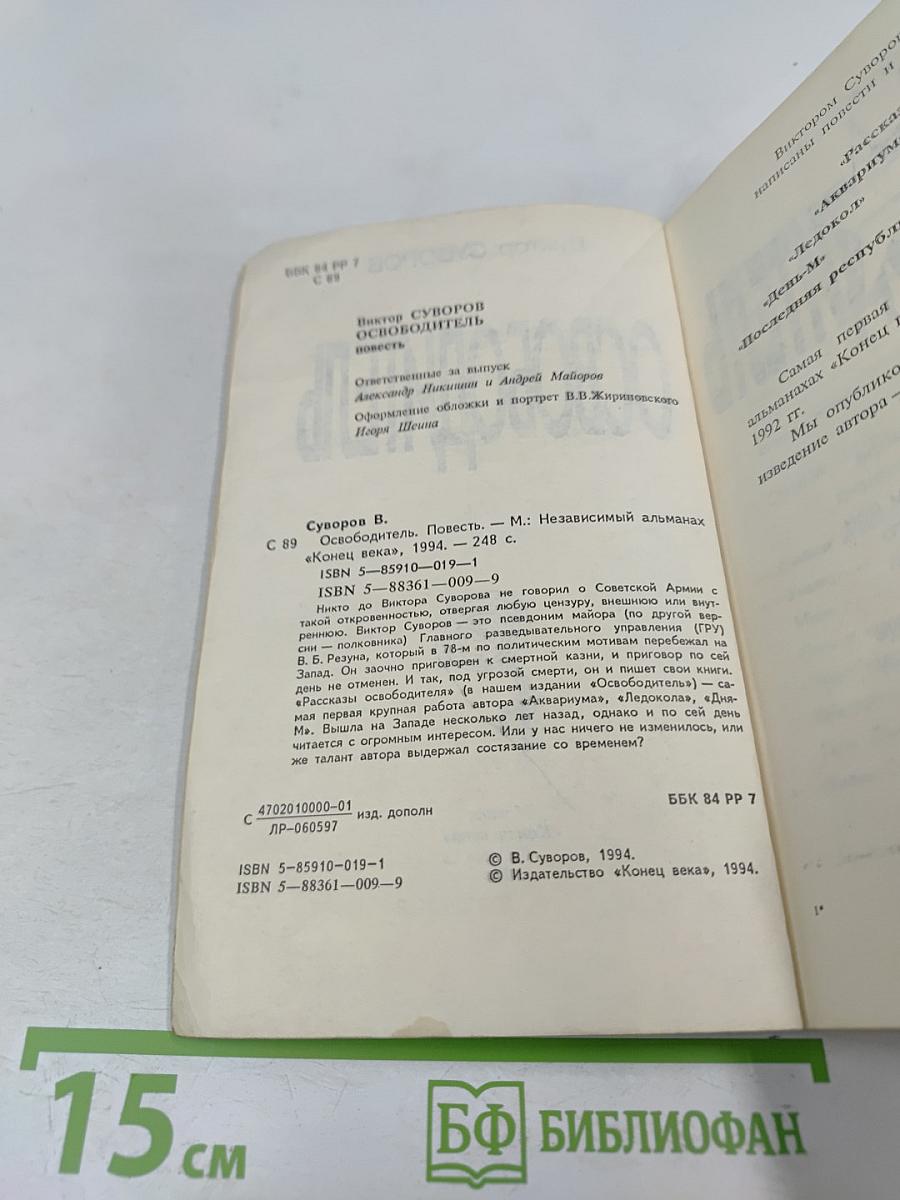 ББК 84 РР 7
С 89
Виктор СУВОРОВ
ОСВОБОДИТЕЛЬ
повесть
Ответственные за выпуск
Александр Никишин и Андрей Майоров
Оформление обложки и портрет В.В.Жириновского
Игоря Шеина
Суворов В.
С 89 Освободитель. Повесть. — М.: Независимый альманах
«Конец века», 1994. — 248 с.
ISBN 5—85910—019—1
ISBN 5—88361—009—9
Никто до Виктора Суворова не говорил о Советской Армии с
такой откровенностью, отвергая любую цензуру, внешнюю или внут-
реннюю. Виктор Суворов — это псевдоним майора (по другой вер-
сии — полковника) Главного разведывательного управления (ГРУ)
В. Б. Резуна, который в 78-м по политическим мотивам перебежал на
Запад. Он заочно приговорен к смертной казни, и приговор по сей
день не отменен. И так, под угрозой смерти, он и пишет свои книги.
«Рассказы освободителя» (в нашем издании «Освободитель») — са-
мая первая крупная работа автора «Аквариума», «Ледокола», «Дня-
М». Вышла на Западе несколько лет назад, однако и по сей день
читается с огромным интересом. Или у нас ничего не изменилось, или
же талант автора выдержал состязание со временем?
С 4702010000—01 изд. дополн
ЛР—060597
ББК 84 РР 7
ISBN 5—85910—019—1
ISBN 5—88361—009—9
© В. Суворов, 1994.
© Издательство «Конец века», 1994.
Виктором
написаны повести и
«Ледокол»
«День-М»
«Последняя
Самая первая
альманахах «Конец
1992 гг.
Мы
изведение автора —
1*
15 см
БФ БИБЛИОФАН